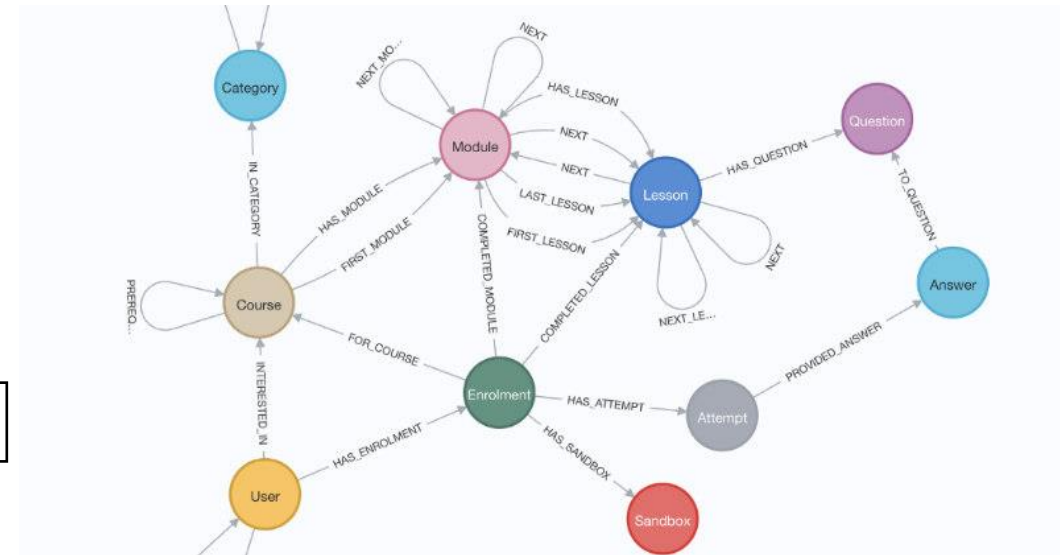 NEXT
NEXT_MO...
HAS_LESSON
Category
Question
Module
NEXT
NEXT
HAS_QUESTION
Lesson
LAST_LESSON
IN_CATEGORY
HAS_MODULE
TO_QUESTION
FIRST_LESSON
FIRST_MODULE
NEXT
COMPLETED_MODULE
Answer
PREREQ...
Course
COMPLETED_LESSON
NEXT_LE...
FOR_COURSE
PROVIDED_ANSWER
INTERESTED_IN
Enrolment
HAS_ATTEMPT
Attempt
HAS_ENROLMENT
HAS_SANDBOX
User
Sandbox